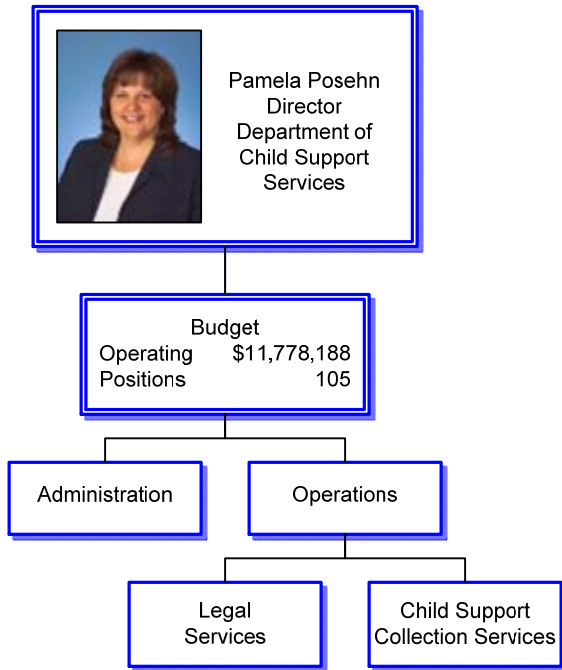 Pamela Posehn
Director
Department of
Child Support
Services
Budget
Operating $11,778,188
Positions 105
Administration
Operations
Legal
Services
Child Support
Collection Services